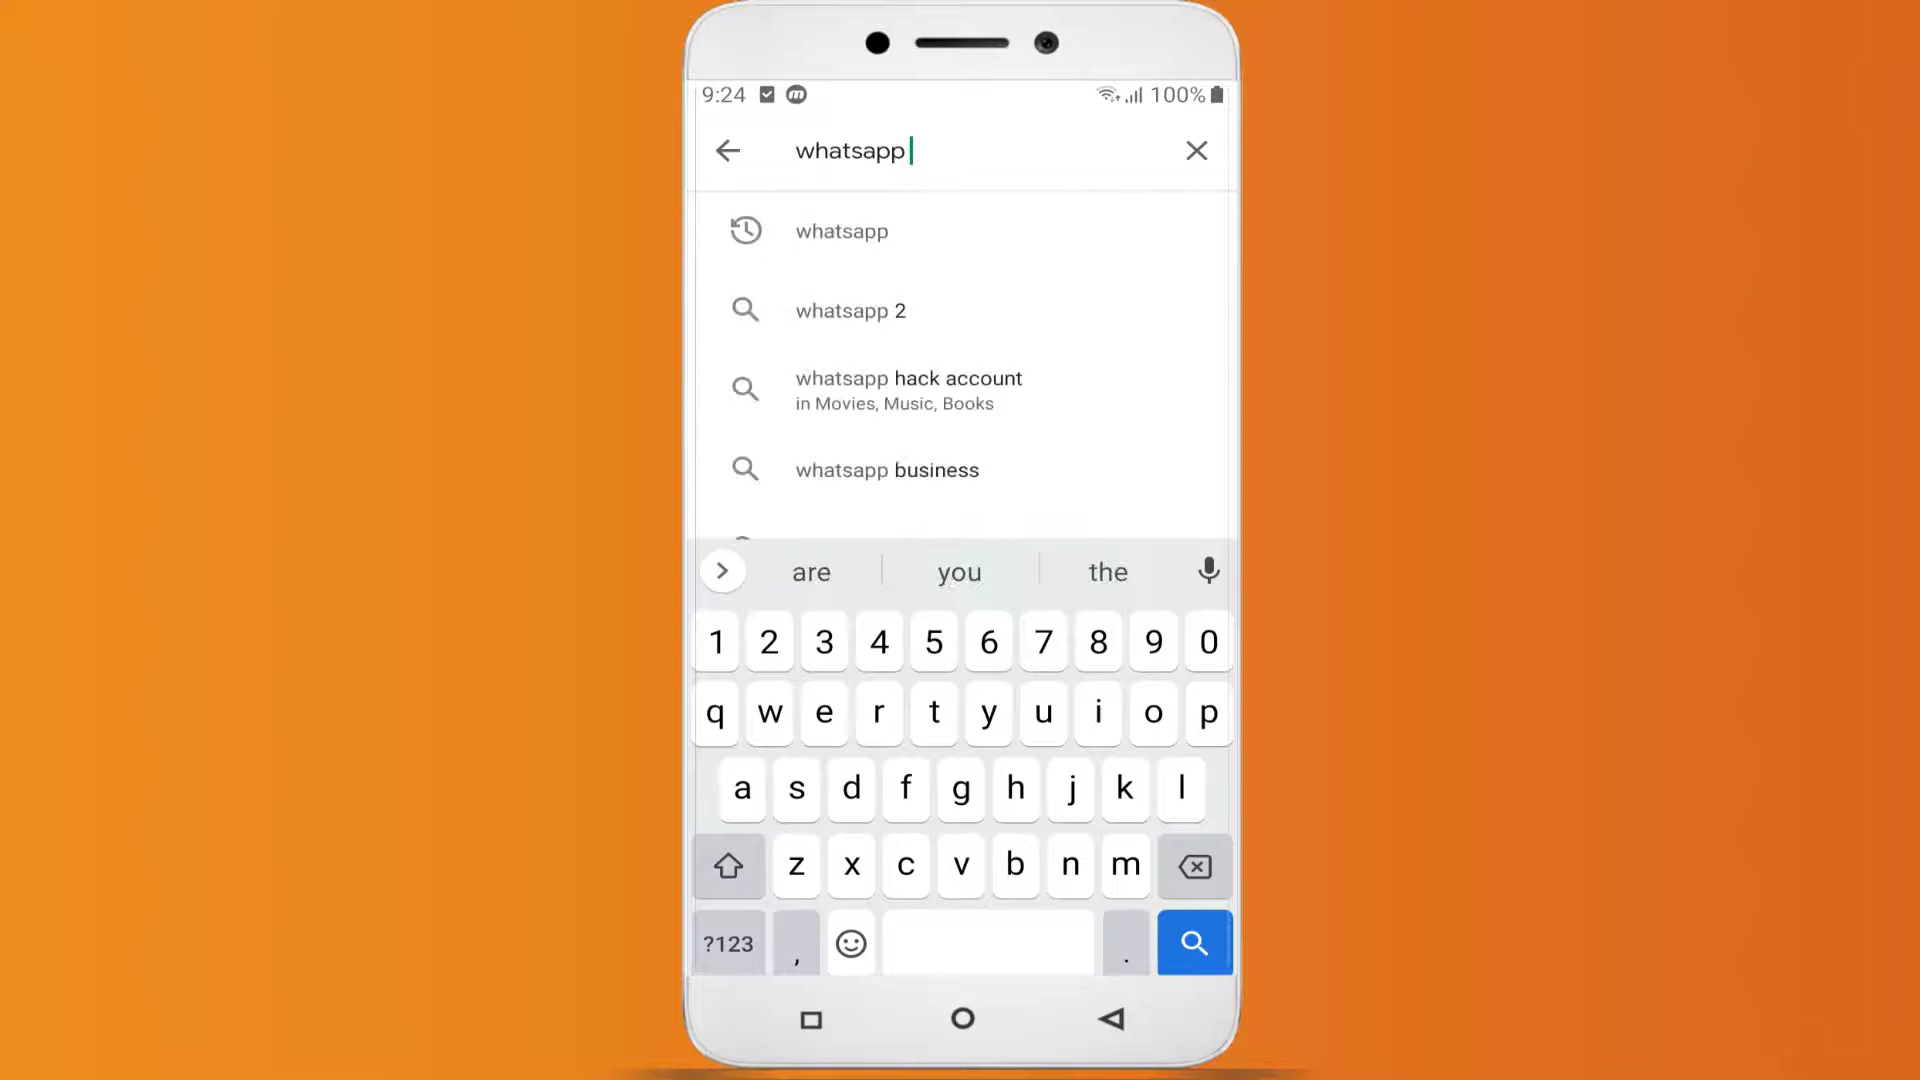 9:24 100%
whatsapp
whatsapp
whatsapp 2
whatsapp hack account
in Movies, Music, Books
whatsapp business
are you the
1 2 3 4 5 6 7 8 9 0
q w e r t y u i o p
a s d f g h j k l
z x c v b n m
?123 , .